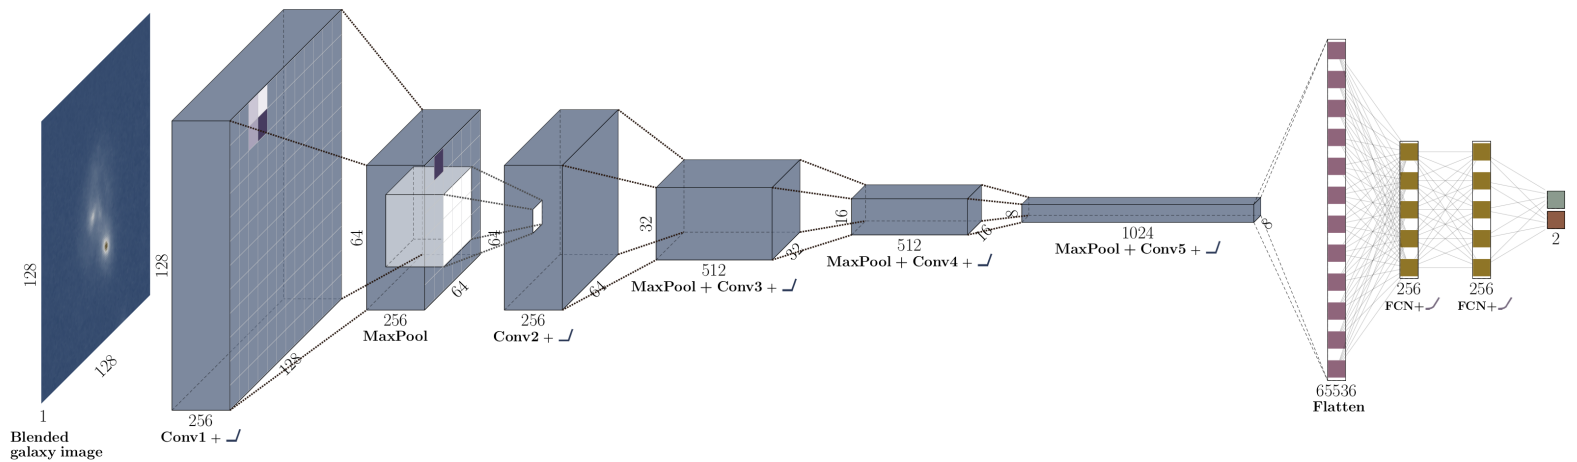 128
128
1
Blended
galaxy image
128
128
256
Conv1 +
64
64
256
MaxPool
64
64
256
Conv2 +
32
32
512
MaxPool + Conv3 +
16
16
512
MaxPool + Conv4 +
8
8
1024
MaxPool + Conv5 +
65536
Flatten
256
FCN+
256
FCN+
2